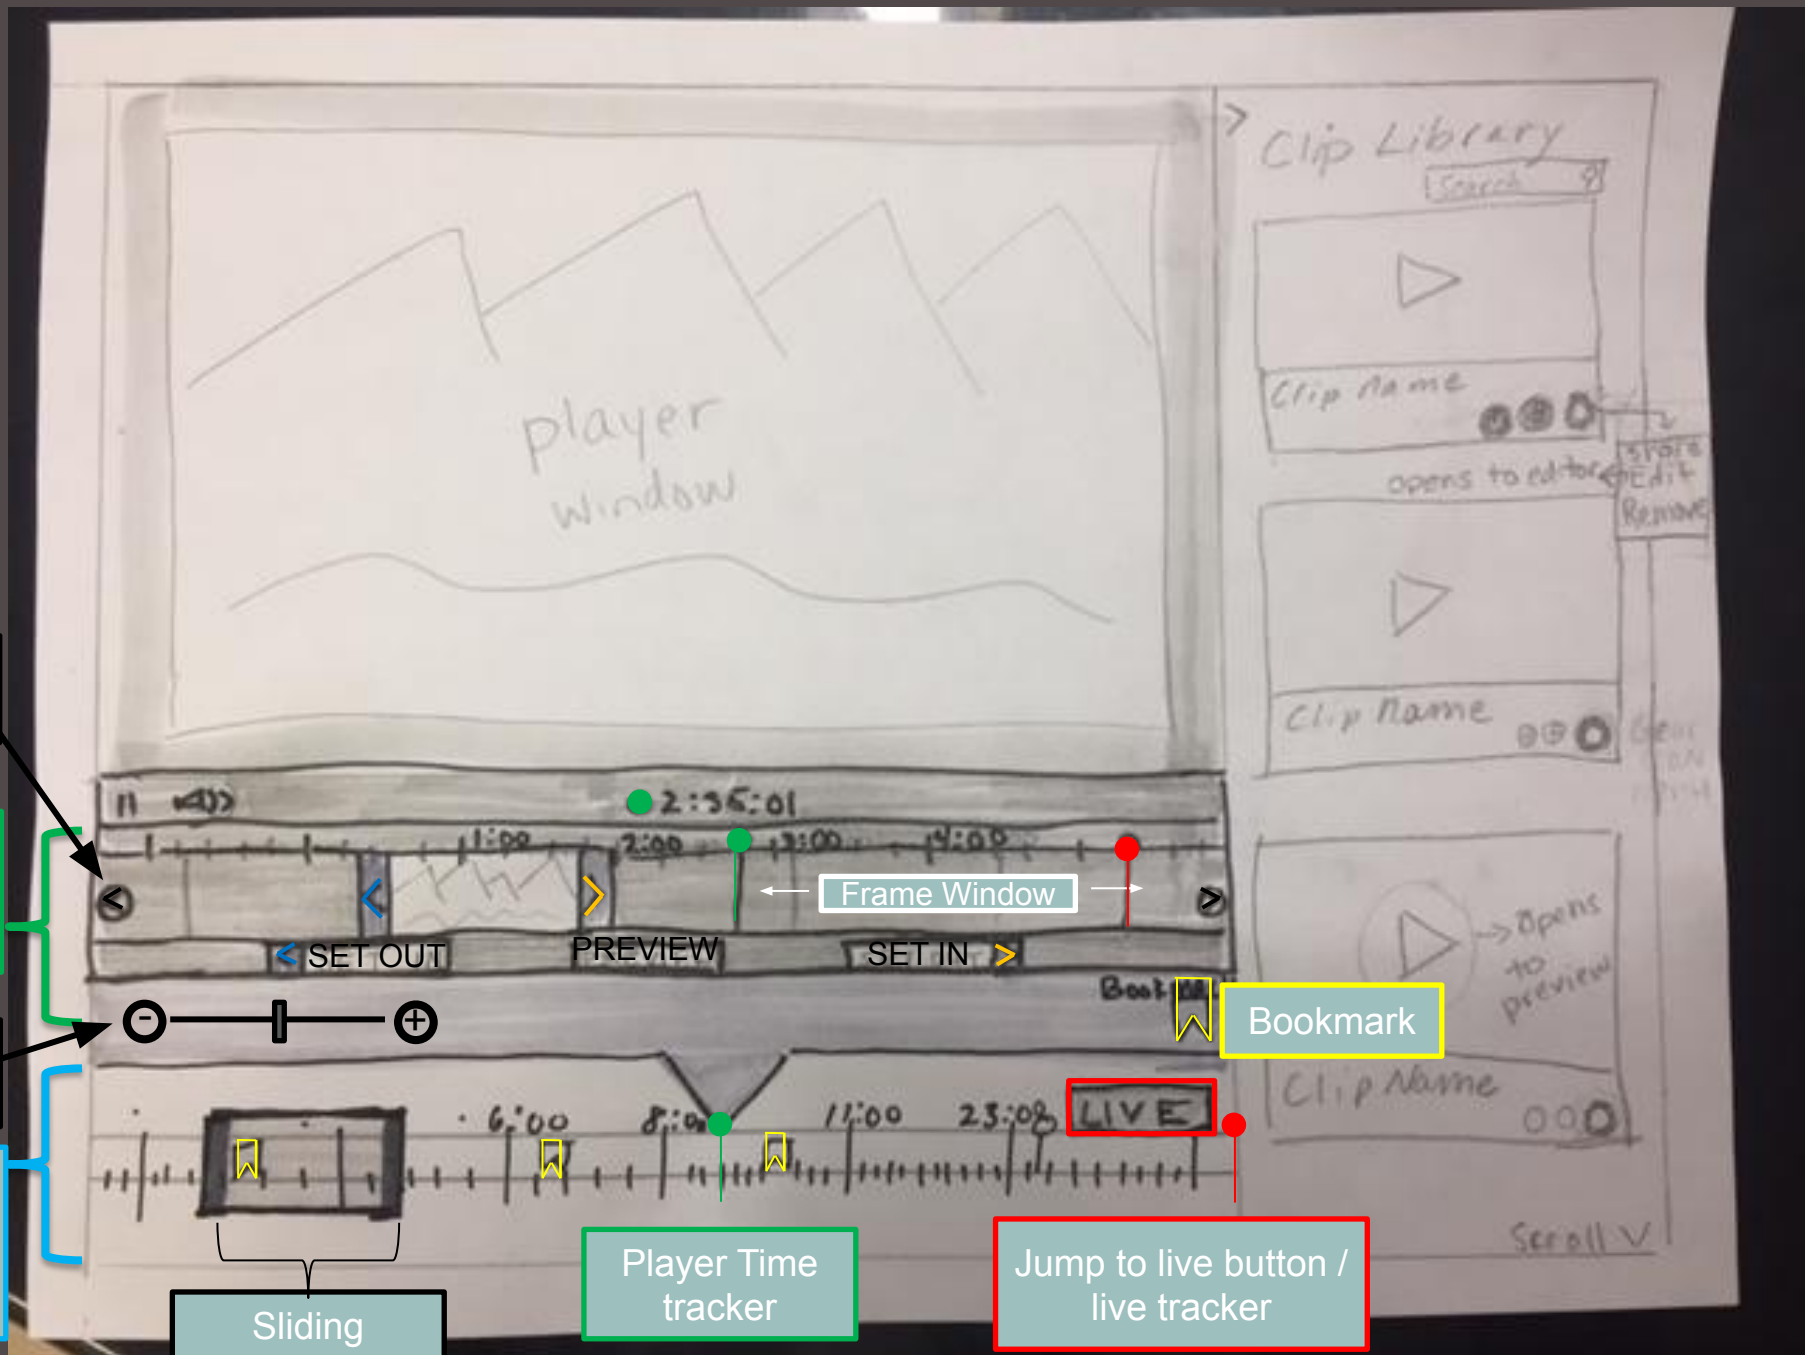 Clip Library
Search
player
window
Clip Name
Share
Edit
Remove
opens to editor
Clip Name
Gear
Opens
to
preview
Clip Name
Scroll
2:35:01
1:00 2:00 3:00 4:00
Frame Window
SET OUT PREVIEW SET IN
Bookmark
6:00 8:0 11:00 23:08 LIVE
Player Time
tracker
Jump to live button /
live tracker
Sliding